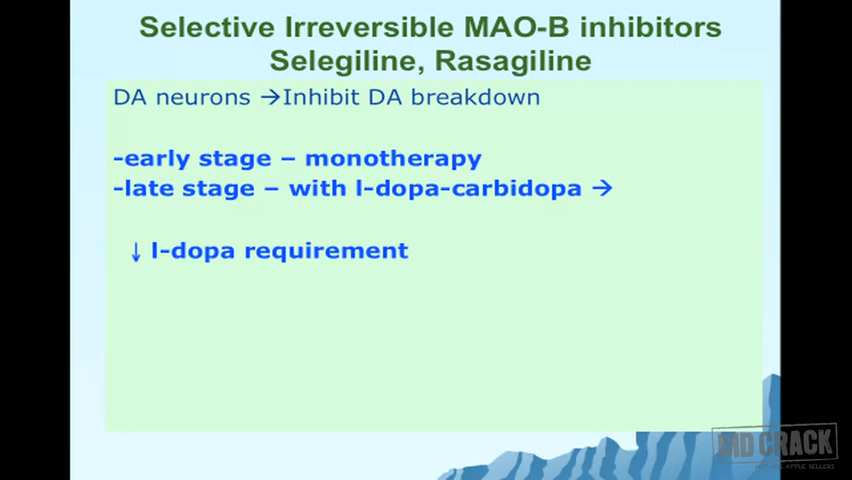 Selective Irreversible MAO-B inhibitors
Selegiline, Rasagiline
DA neurons →Inhibit DA breakdown
-early stage – monotherapy
-late stage – with l-dopa-carbidopa →
↓ l-dopa requirement
MD CRACK